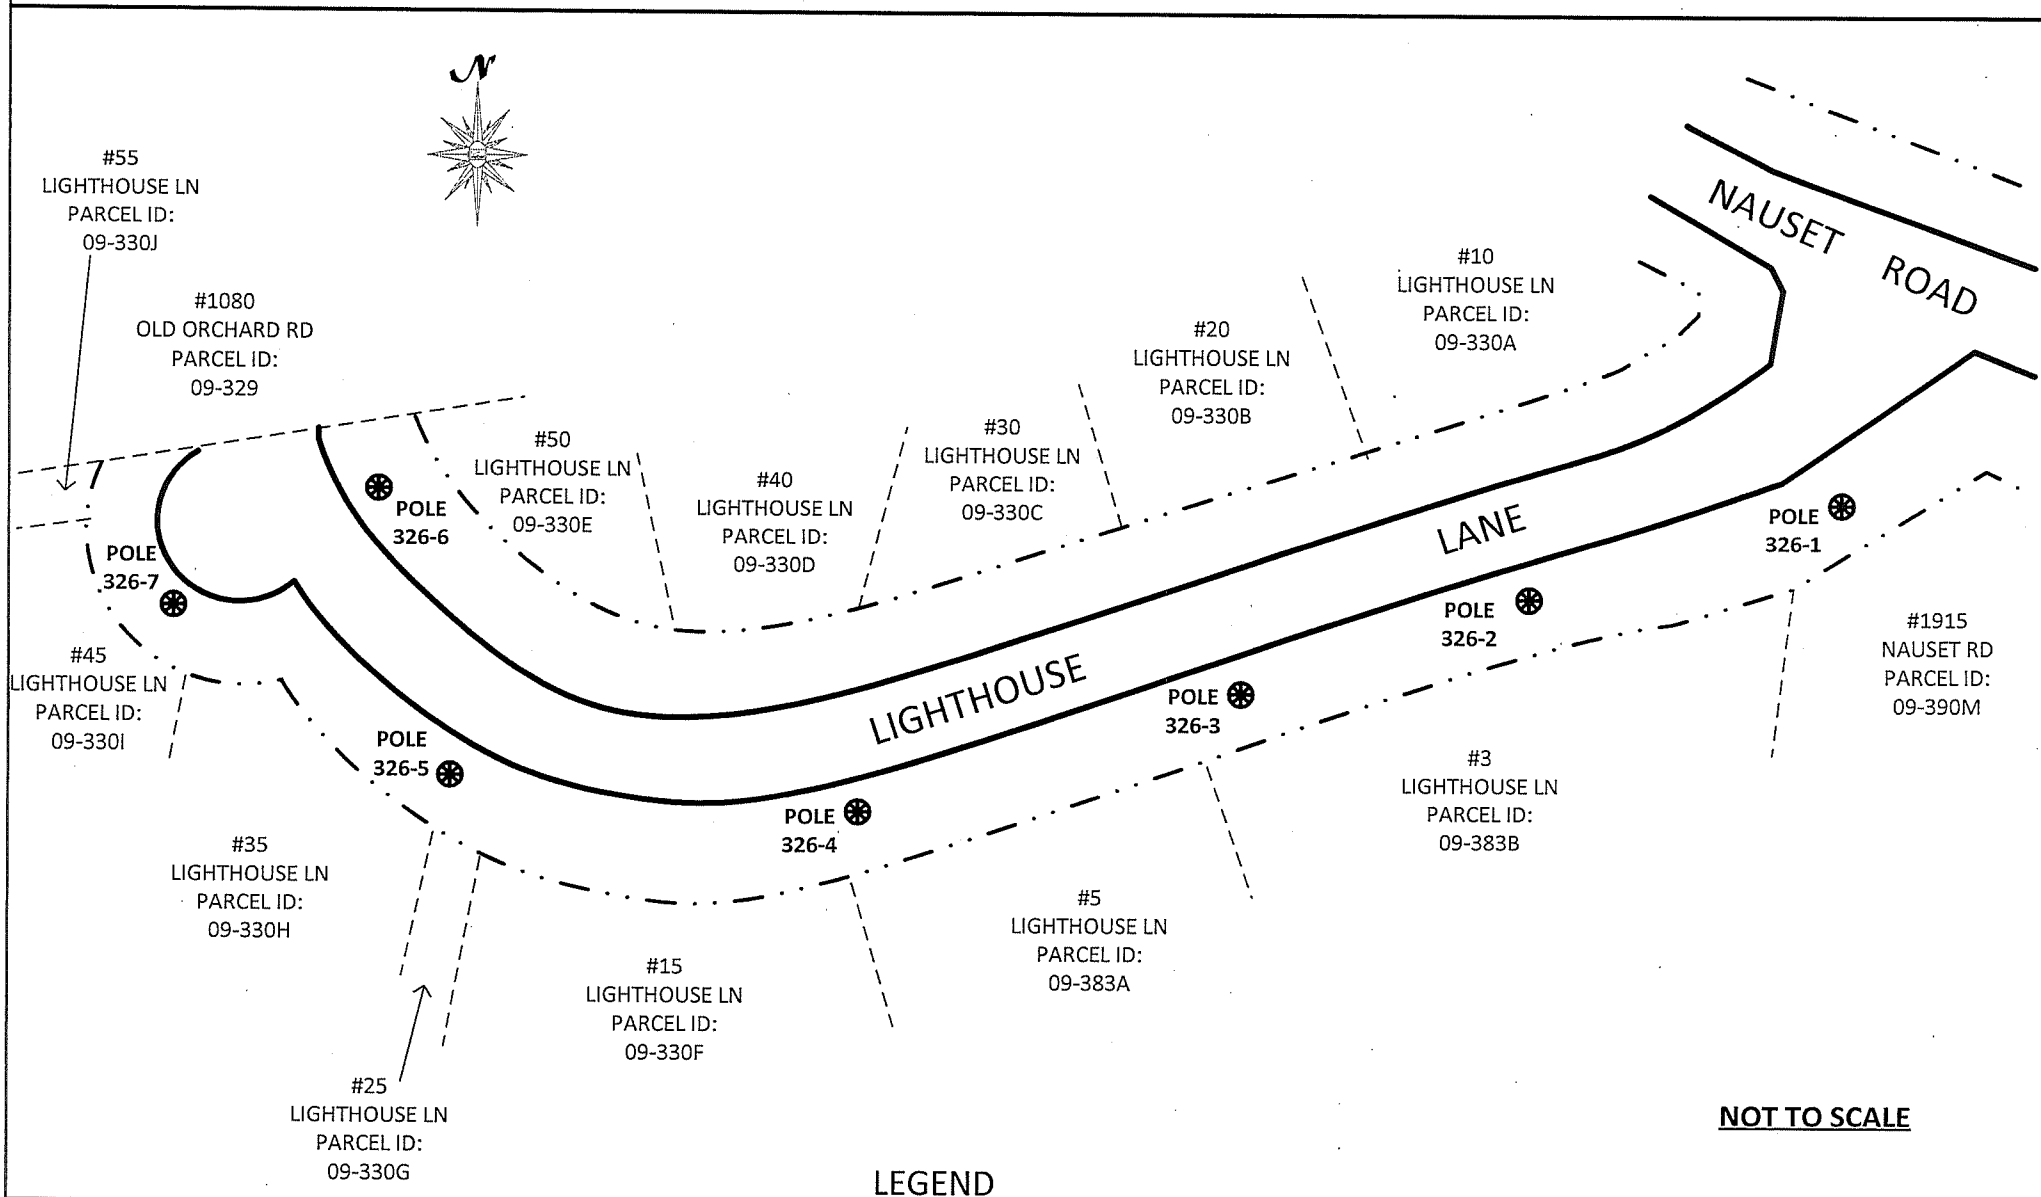 N
#55
LIGHTHOUSE LN
PARCEL ID:
09-330J
#1080
OLD ORCHARD RD
PARCEL ID:
09-329
#50
LIGHTHOUSE LN
PARCEL ID:
09-330E
#40
LIGHTHOUSE LN
PARCEL ID:
09-330D
#30
LIGHTHOUSE LN
PARCEL ID:
09-330C
#20
LIGHTHOUSE LN
PARCEL ID:
09-330B
#10
LIGHTHOUSE LN
PARCEL ID:
09-330A
NAUSET ROAD
POLE
326-6
POLE
326-7
LIGHTHOUSE LANE
POLE
326-1
POLE
326-2
POLE
326-3
POLE
326-4
POLE
326-5
#1915
NAUSET RD
PARCEL ID:
09-390M
#45
LIGHTHOUSE LN
PARCEL ID:
09-330I
#3
LIGHTHOUSE LN
PARCEL ID:
09-383B
#35
LIGHTHOUSE LN
PARCEL ID:
09-330H
#5
LIGHTHOUSE LN
PARCEL ID:
09-383A
#15
LIGHTHOUSE LN
PARCEL ID:
09-330F
#25
LIGHTHOUSE LN
PARCEL ID:
09-330G
NOT TO SCALE
LEGEND